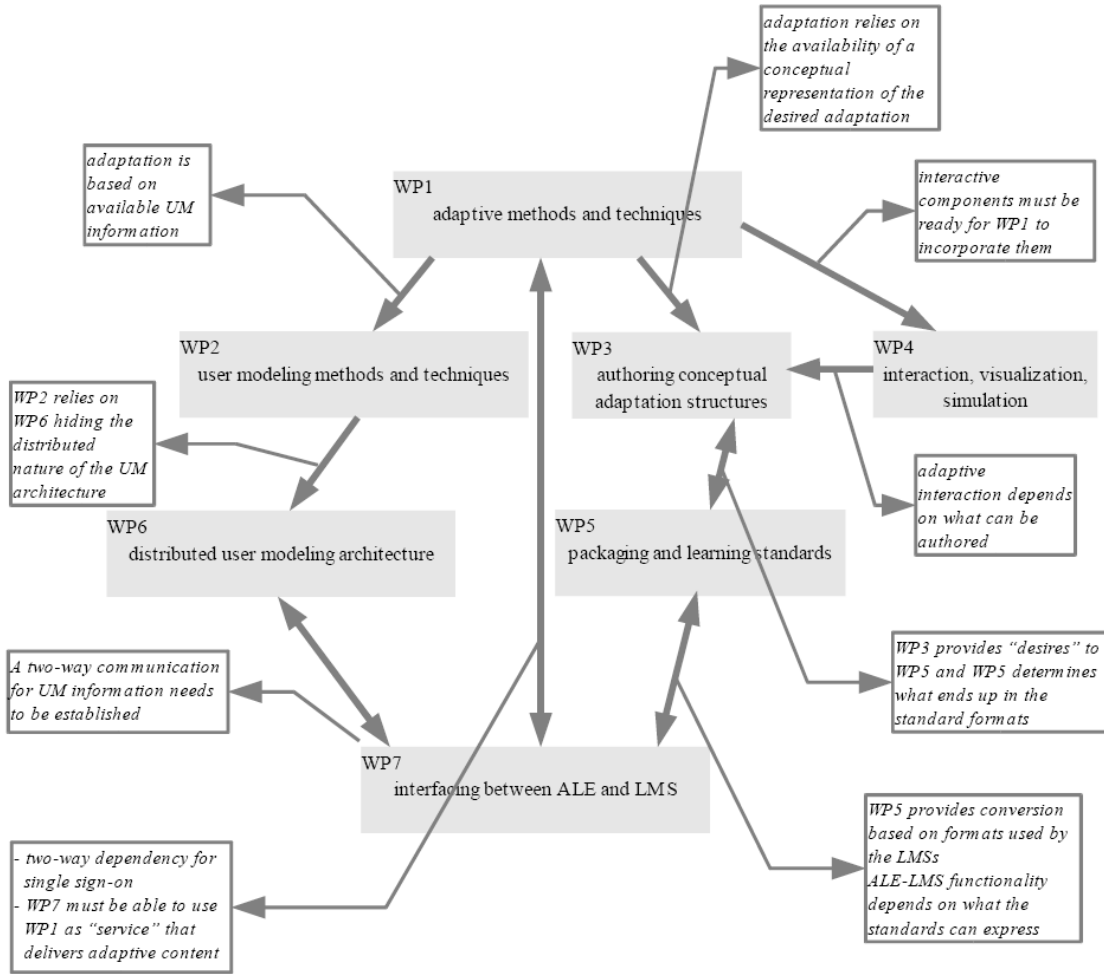 adaptation relies on
the availability of a
conceptual
representation of the
desired adaptation
adaptation is
based on
available UM
information
WP1
adaptive methods and techniques
interactive
components must be
ready for WP1 to
incorporate them
WP2
user modeling methods and techniques
WP3
authoring conceptual
adaptation structures
WP4
interaction, visualization,
simulation
WP2 relies on
WP6 hiding the
distributed
nature of the UM
architecture
adaptive
interaction depends
on what can be
authored
WP6
distributed user modeling architecture
WP5
packaging and learning standards
A two-way communication
for UM information needs
to be established
WP3 provides “desires” to
WP5 and WP5 determines
what ends up in the
standard formats
WP7
interfacing between ALE and LMS
WP5 provides conversion
based on formats used by
the LMSs
ALE-LMS functionality
depends on what the
standards can express
- two-way dependency for
single sign-on
- WP7 must be able to use
WP1 as “service” that
delivers adaptive content